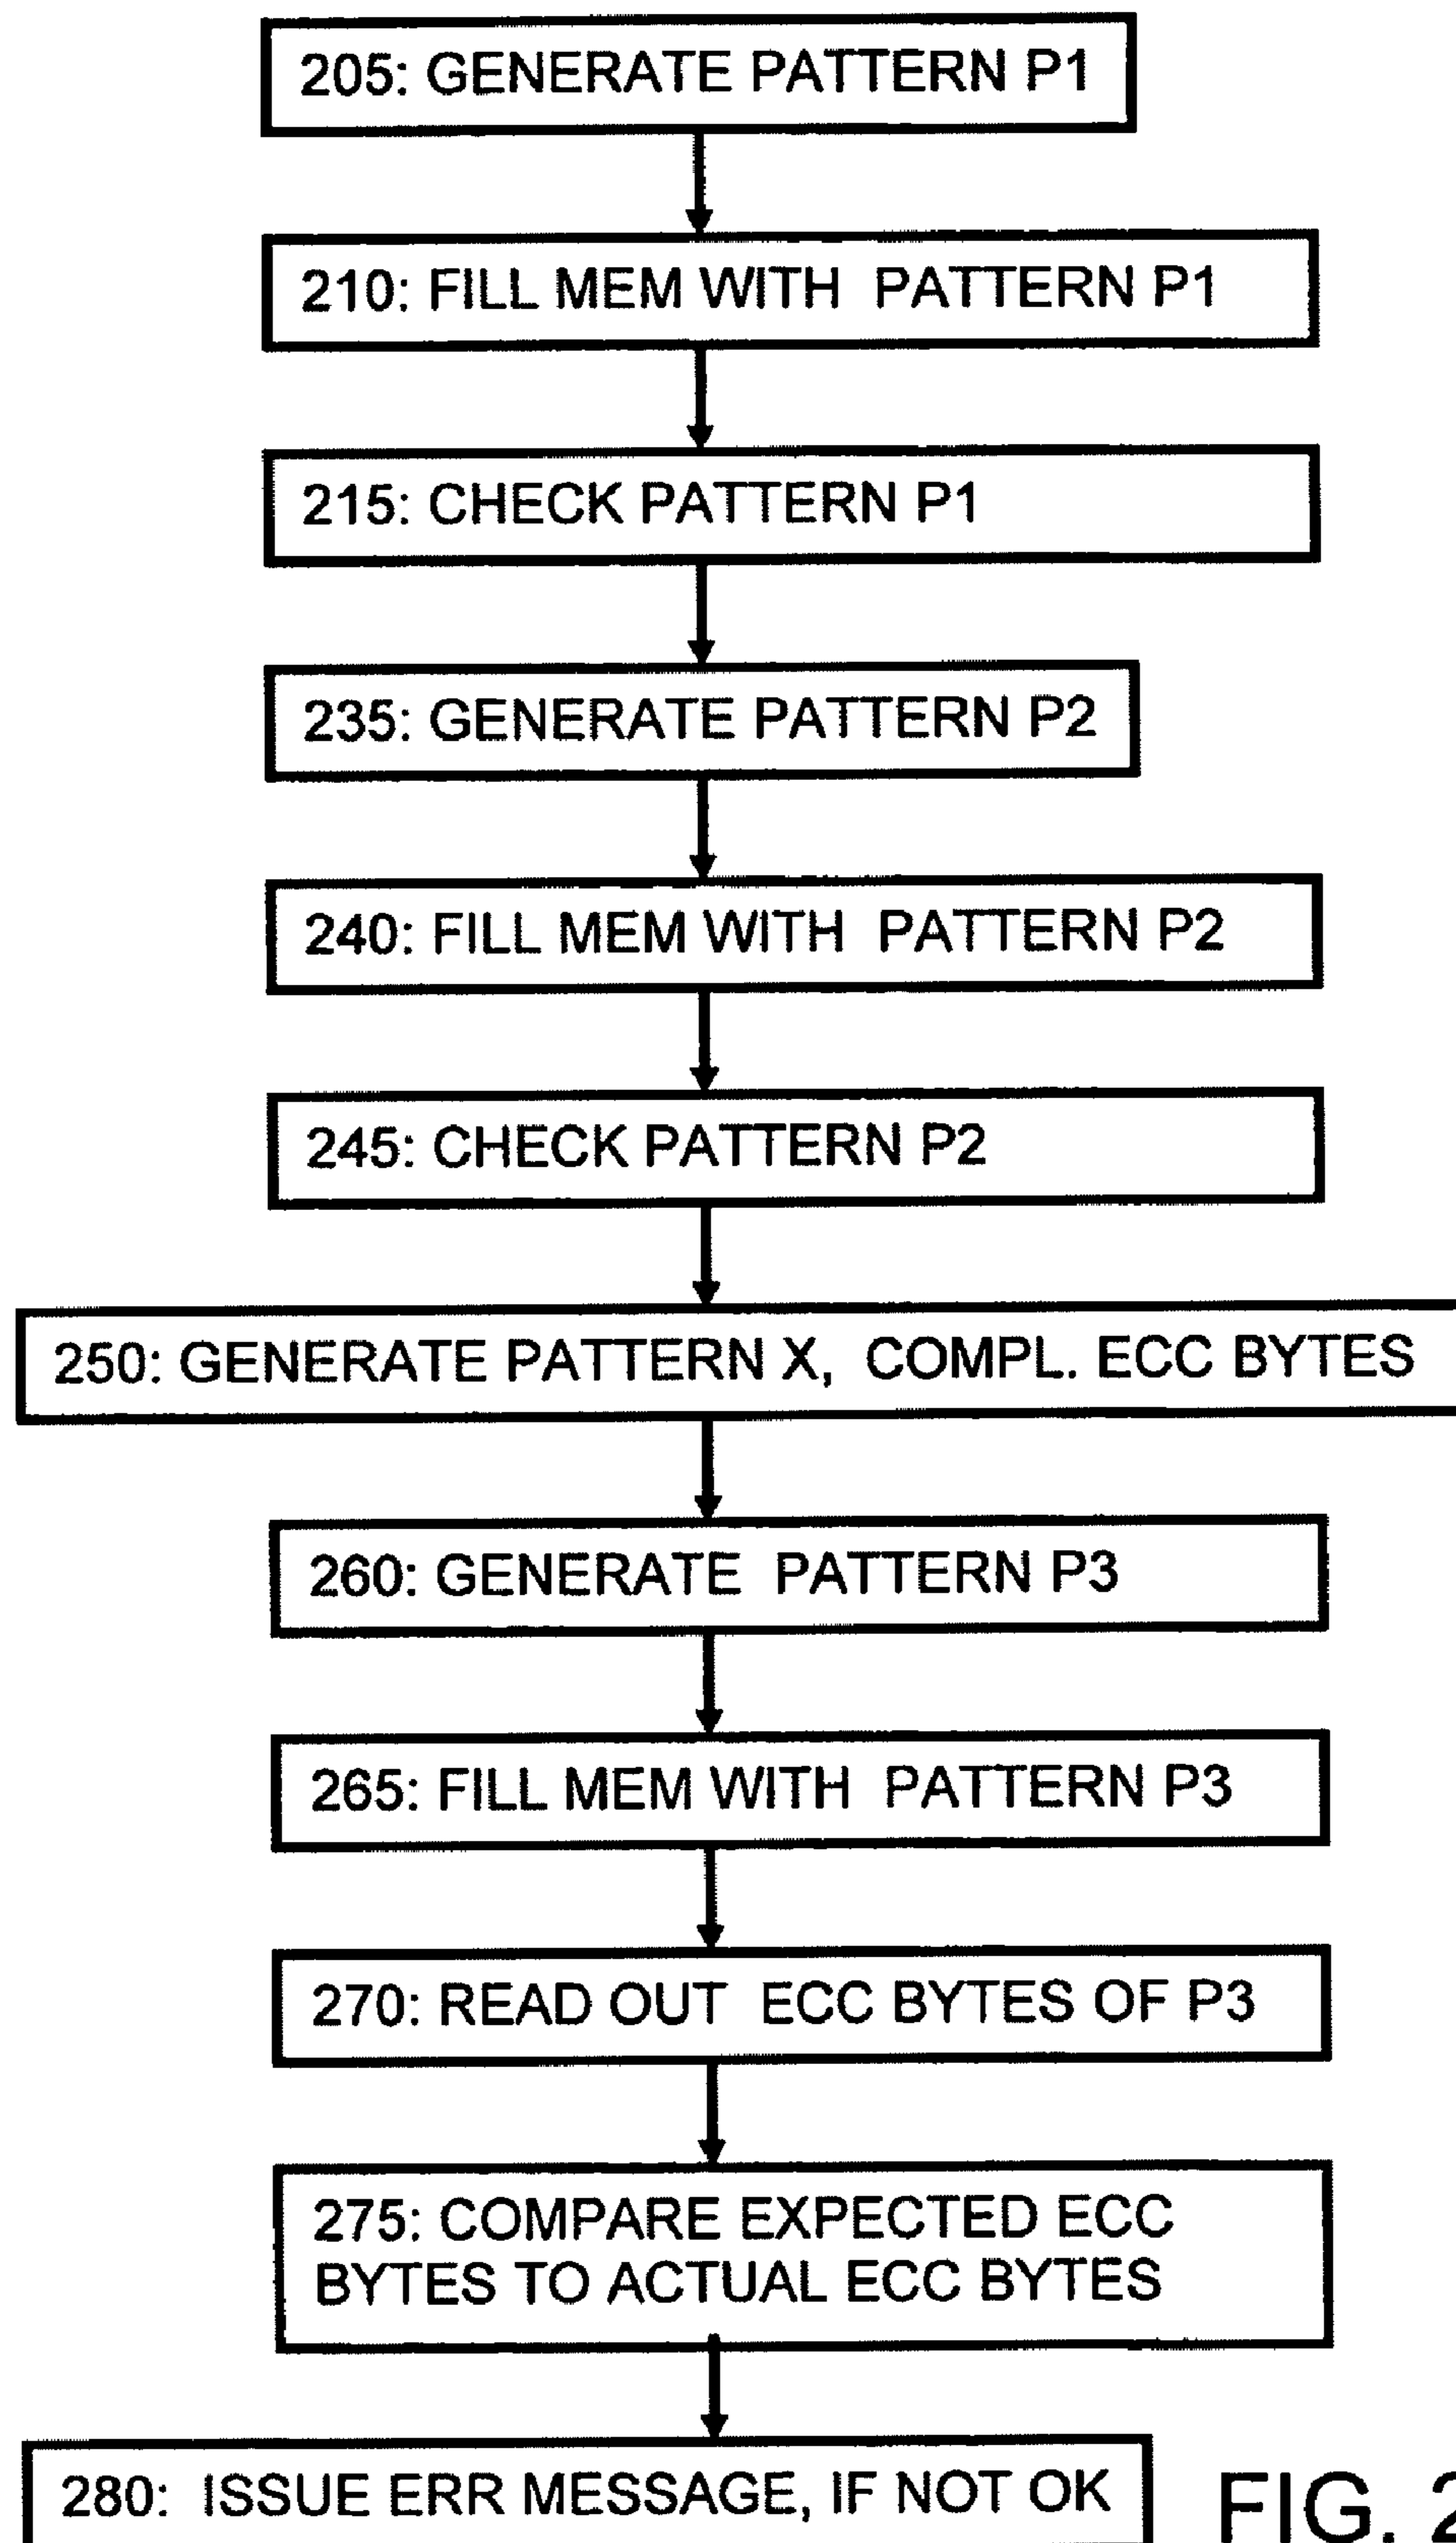 205: GENERATE PATTERN P1
210: FILL MEM WITH PATTERN P1
215: CHECK PATTERN P1
235: GENERATE PATTERN P2
240: FILL MEM WITH PATTERN P2
245: CHECK PATTERN P2
250: GENERATE PATTERN X, COMPL. ECC BYTES
260: GENERATE PATTERN P3
265: FILL MEM WITH PATTERN P3
270: READ OUT ECC BYTES OF P3
275: COMPARE EXPECTED ECC
BYTES TO ACTUAL ECC BYTES
280: ISSUE ERR MESSAGE, IF NOT OK
FIG. 2